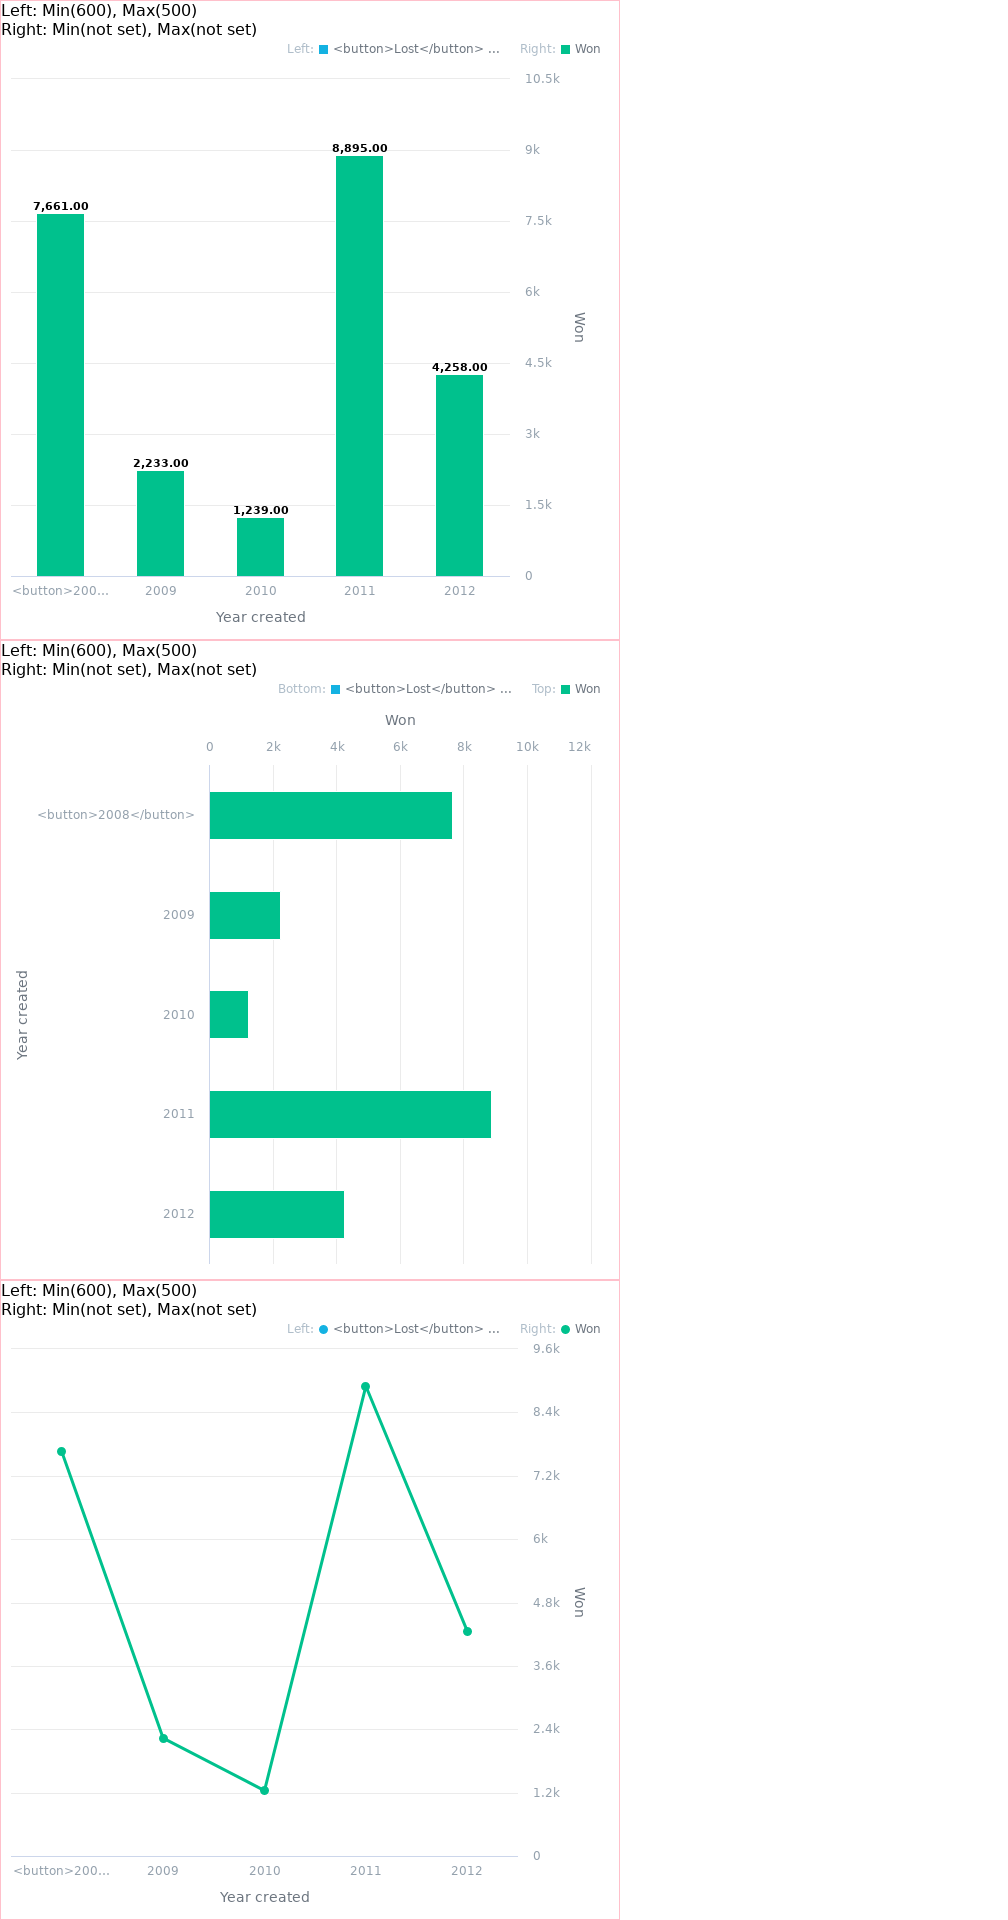 Left: Min(600), Max(500)
Right: Min(not set), Max(not set)
Left: <button>Lost</button> ... Right: Won
10.5k
9k
8,895.00
7,661.00
7.5k
6k
Won
4.5k
4,258.00
3k
2,233.00
1,239.00
1.5k
0
<button>200... 2009 2010 2011 2012
Year created
Left: Min(600), Max(500)
Right: Min(not set), Max(not set)
Bottom: <button>Lost</button> ... Top: Won
Won
0 2k 4k 6k 8k 10k 12k
<button>2008</button>
2009
Year created
2010
2011
2012
Left: Min(600), Max(500)
Right: Min(not set), Max(not set)
Left: <button>Lost</button> ... Right: Won
9.6k
8.4k
7.2k
6k
Won
4.8k
3.6k
2.4k
1.2k
0
<button>200... 2009 2010 2011 2012
Year created